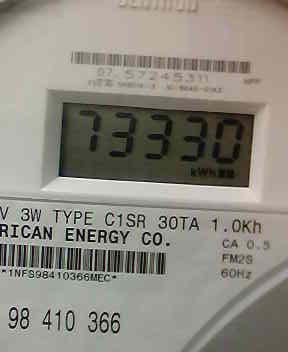 CENTRON
07. 57245311
73330
kWh
V 3W TYPE C1SR 30TA 1.0Kh
RICAN ENERGY CO.
CA 0.5
FM2S
60Hz
*1NFS98410366MEC*
98 410 366